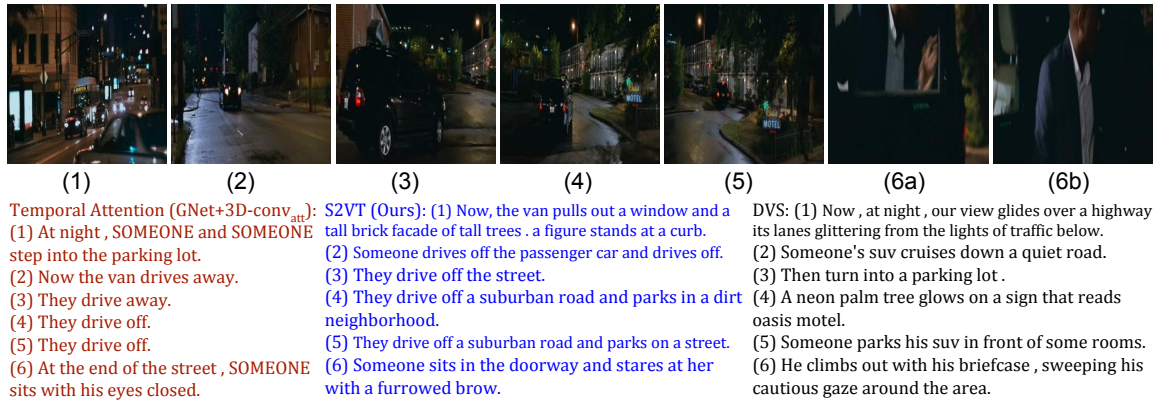 MOTEL
MOTEL
(1)
(2)
(3)
(4)
(5)
(6a)
(6b)
Temporal Attention (GNet+3D-conv_att):
(1) At night , SOMEONE and SOMEONE
step into the parking lot.
(2) Now the van drives away.
(3) They drive away.
(4) They drive off.
(5) They drive off.
(6) At the end of the street , SOMEONE
sits with his eyes closed.
S2VT (Ours): (1) Now, the van pulls out a window and a
tall brick facade of tall trees . a figure stands at a curb.
(2) Someone drives off the passenger car and drives off.
(3) They drive off the street.
(4) They drive off a suburban road and parks in a dirt
neighborhood.
(5) They drive off a suburban road and parks on a street.
(6) Someone sits in the doorway and stares at her
with a furrowed brow.
DVS: (1) Now , at night , our view glides over a highway
its lanes glittering from the lights of traffic below.
(2) Someone's suv cruises down a quiet road.
(3) Then turn into a parking lot .
(4) A neon palm tree glows on a sign that reads
oasis motel.
(5) Someone parks his suv in front of some rooms.
(6) He climbs out with his briefcase , sweeping his
cautious gaze around the area.